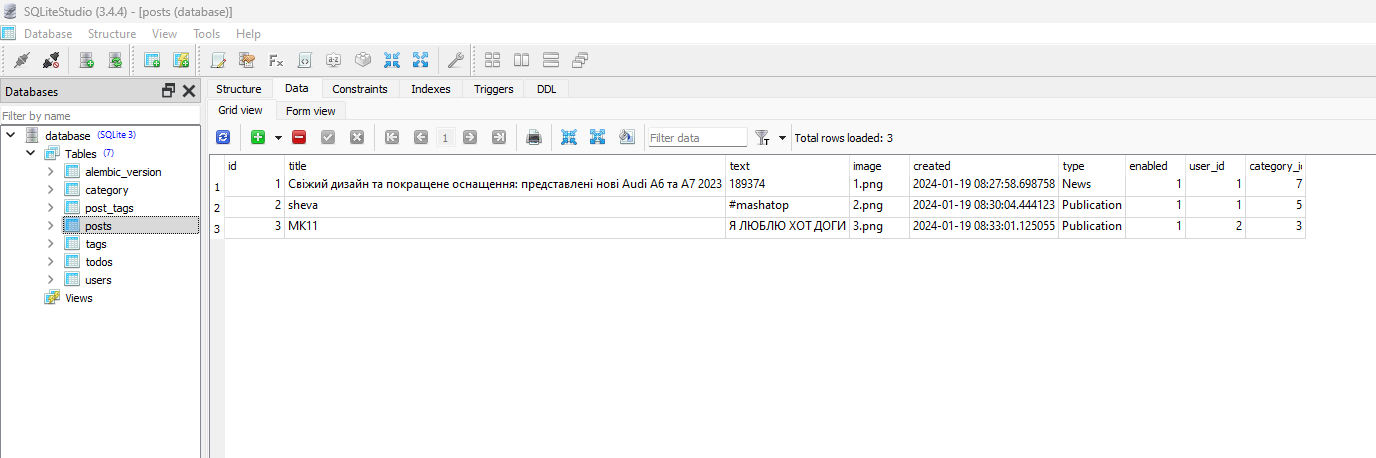 SQLiteStudio (3.4.4) - [posts (database)]
Database Structure View Tools Help
Databases
Filter by name
database (SQLite 3)
Tables (7)
alembic_version
category
post_tags
posts
tags
todos
users
Views
Structure Data Constraints Indexes Triggers DDL
Grid view Form view
1 Filter data Total rows loaded: 3
id title text image created type enabled user_id category_id
1 1 Свіжий дизайн та покращене оснащення: представлені нові Audi A6 та A7 2023 189374 1.png 2024-01-19 08:27:58.698758 News 1 1 7
2 2 sheva #mashatop 2.png 2024-01-19 08:30:04.444123 Publication 1 1 5
3 3 MK11 Я ЛЮБЛЮ ХОТ ДОГИ 3.png 2024-01-19 08:33:01.125055 Publication 1 2 3